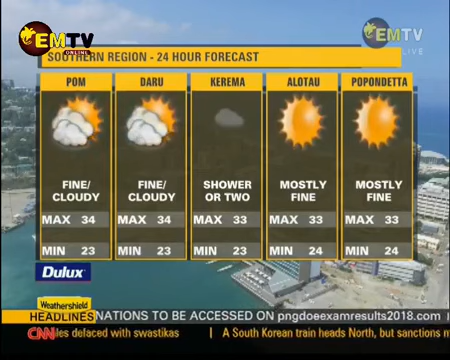 EMTV
ONLINE
EMTV
LIVE
SOUTHERN REGION - 24 HOUR FORECAST
POM DARU KEREMA ALOTAU POPONDETTA
FINE/ CLOUDY FINE/ CLOUDY SHOWER OR TWO MOSTLY FINE MOSTLY FINE
MAX 34 MAX 34 MAX 33 MAX 33 MAX 33
MIN 23 MIN 23 MIN 23 MIN 24 MIN 24
Dulux
Weathershield
HEADLINES NATIONS TO BE ACCESSED ON pngdoeexamresults2018.com
CNN les defaced with swastikas | A South Korean train heads North, but sanctions m